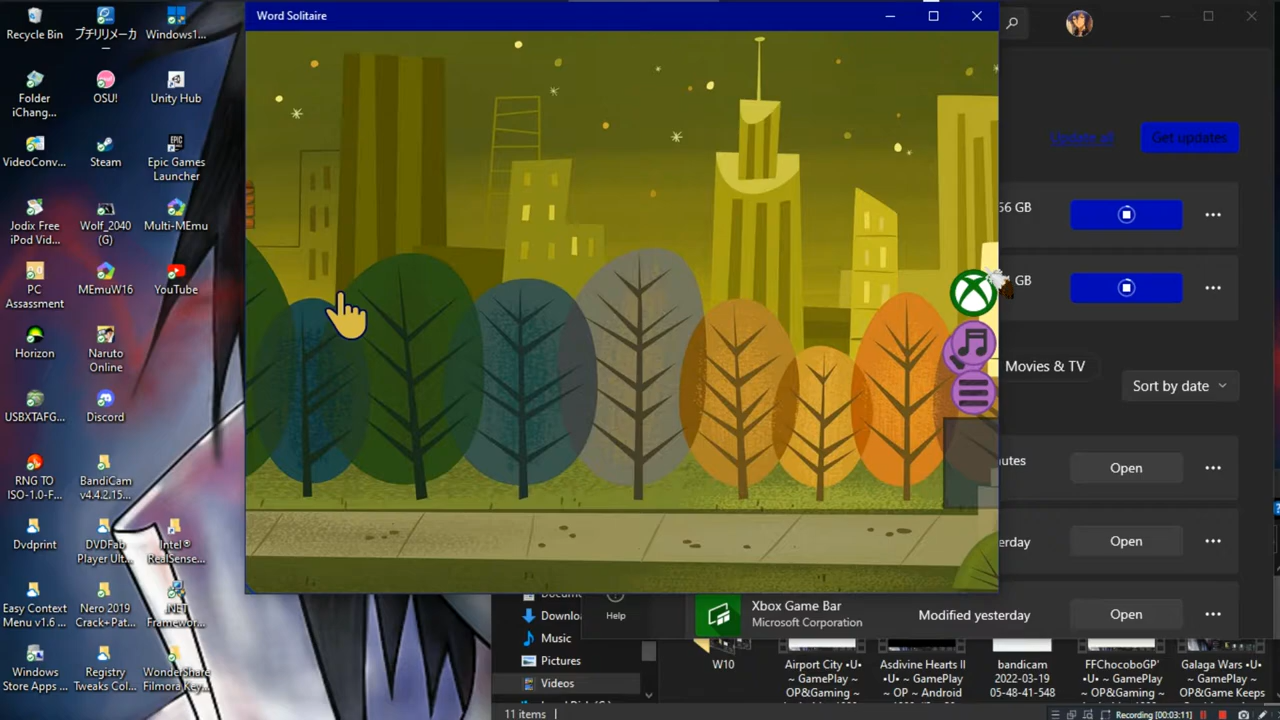 Word Solitaire
Recycle Bin
プチリリメーカー
Windows1...
Folder
iChang...
OSU!
Unity Hub
VideoConv...
Steam
Epic Games
Launcher
Jodix Free
iPod Vid...
Wolf_2040
(G)
Multi-MEmu
PC
Assassment
MEmuW16
YouTube
Horizon
Naruto
Online
USBXTAFG...
Discord
RNG TO
ISO-1.0-F...
BandiCam
v4.4.2.15...
Dvdprint
DVDFab
Player Ult...
Intel®
RealSense...
Easy Context
Menu v1.6 ...
Nero 2019
Crack+Pat...
.NET
Framewor...
Windows
Store Apps ...
Registry
Tweaks Col...
WonderShare
Filmora Key...
Update all
Get updates
GB
GB
Movies & TV
Sort by date
Open
Open
Help
Xbox Game Bar
Microsoft Corporation
Modified yesterday
Open
Downlo
Music
Pictures
Videos
11 items
W10
Airport City •U•
~ GamePlay ~
OP&Gaming ~
Asdivine Hearts II
•U• ~ GamePlay
~ OP ~ Android
bandicam
2022-03-19
05-48-41-548
FFChocoboGP'
~ GamePlay ~
OP&Gaming ~
Galaga Wars •U•
~ GamePlay ~
OP&Game Keeps
Recording [00:03:11]